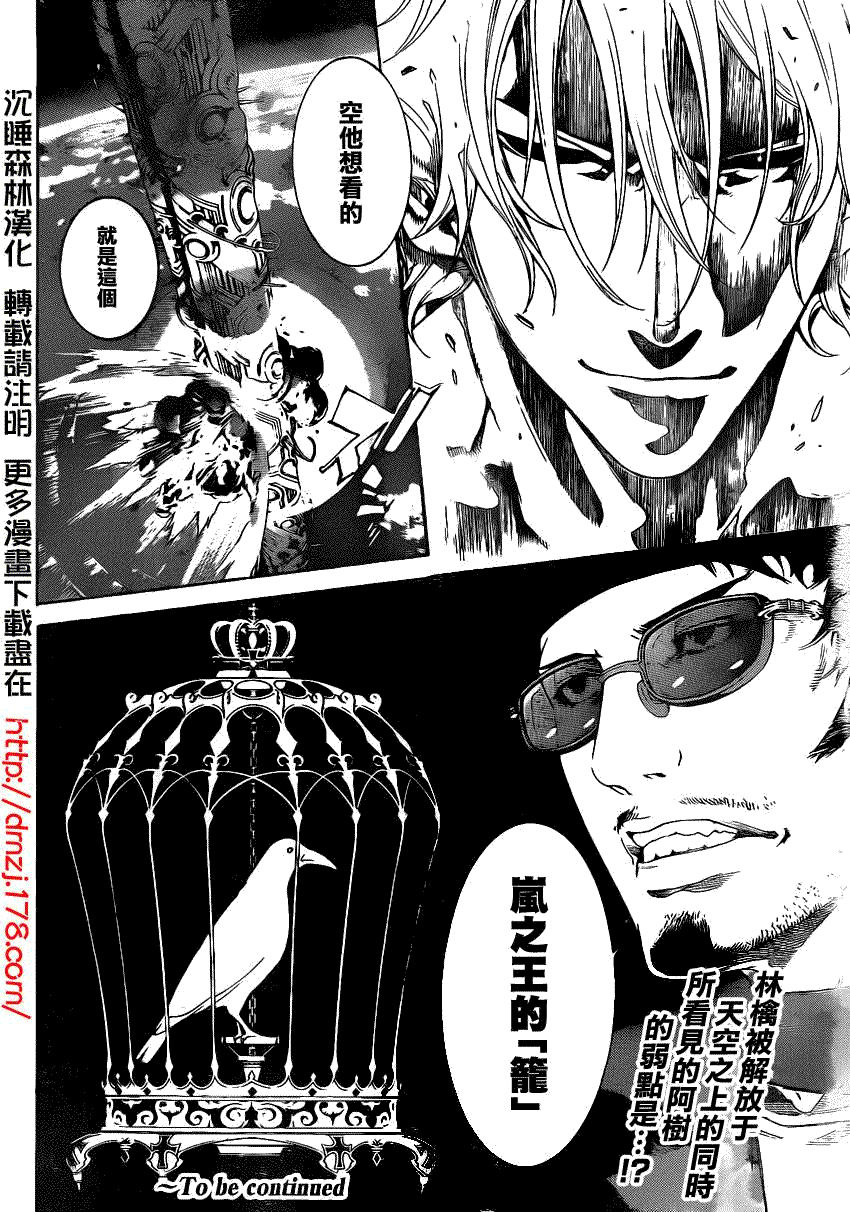 空他想看的
就是這個
嵐之王的「籠」
林檎被解放于
天空之上的同時
所看見的阿樹
的弱點是…!?
~To be continued
沉睡森林漢化 轉載請注明 更多漫畫下載盡在 http://dmzj.178.com/